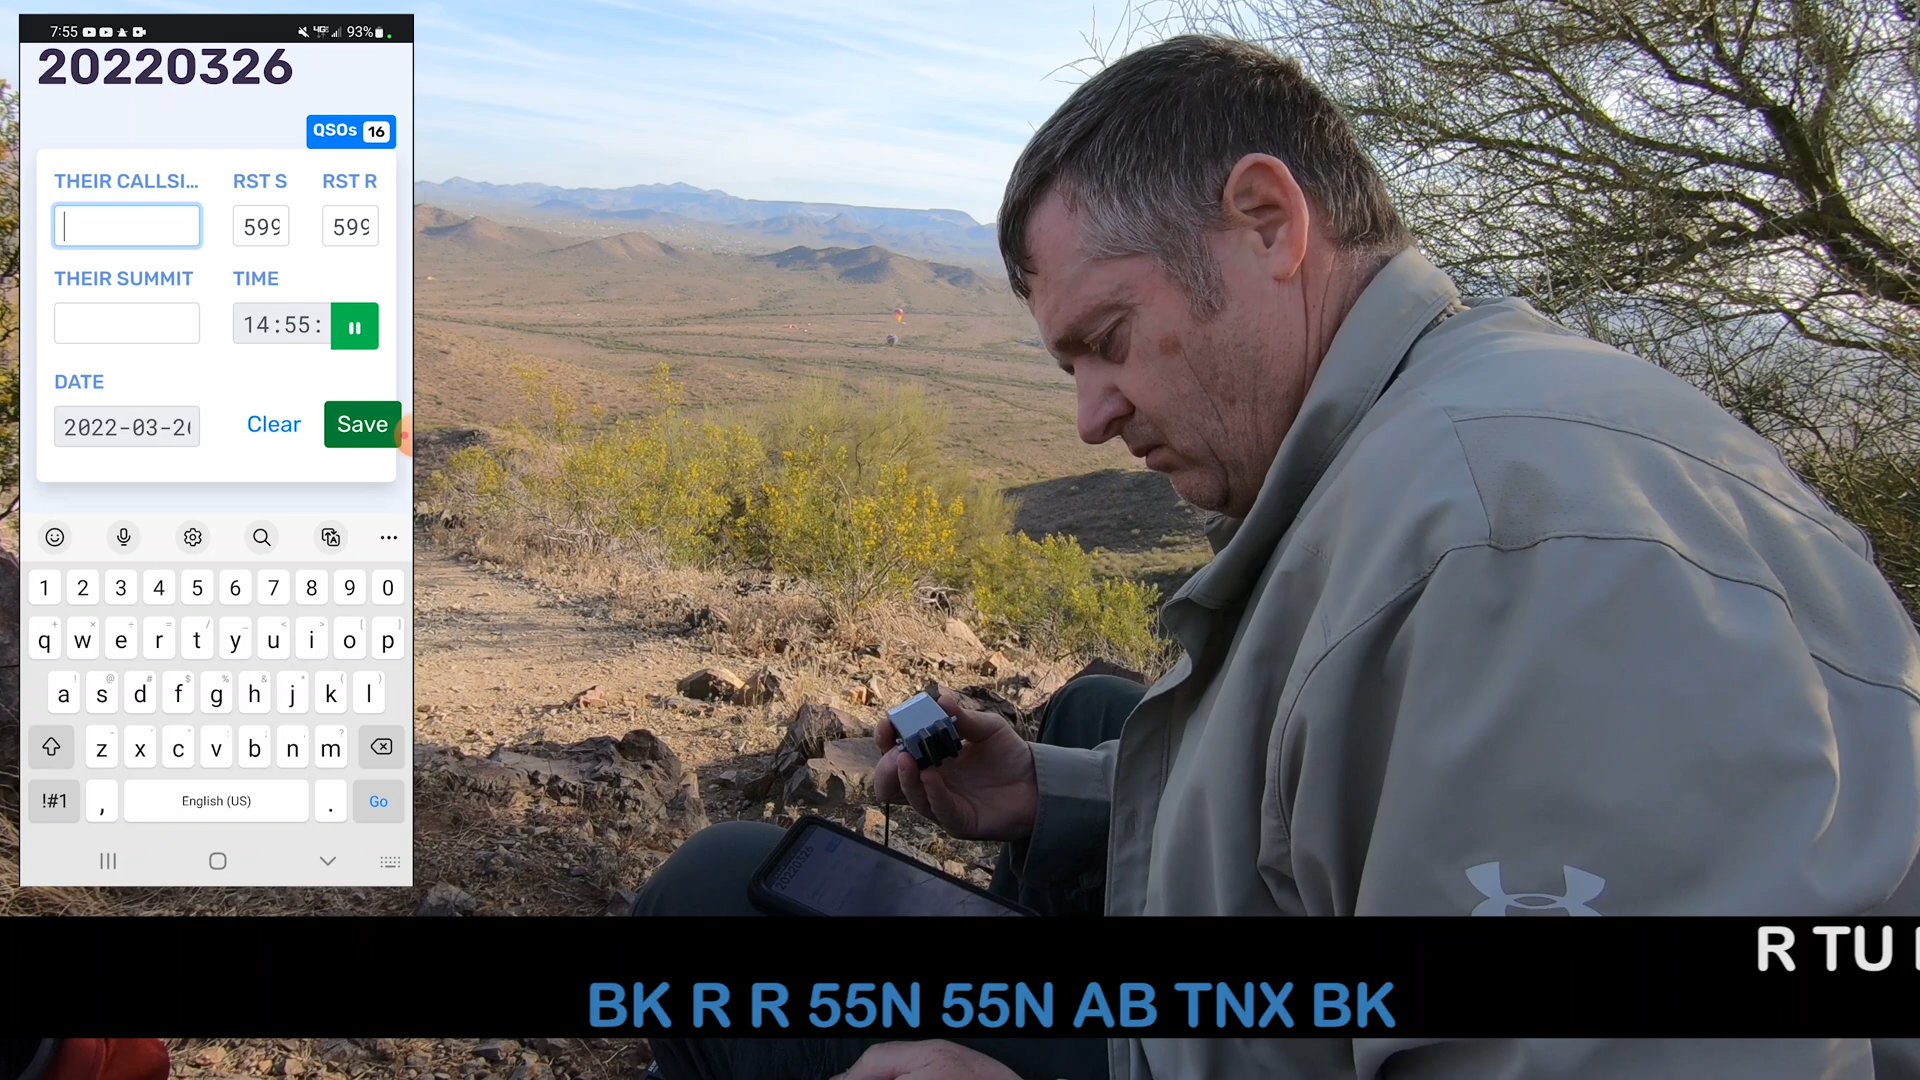 7:55 93%
20220326
QSOs 16
THEIR CALLSI... RST S RST R
599 599
THEIR SUMMIT TIME
14:55:
DATE
2022-03-2
Clear Save
1 2 3 4 5 6 7 8 9 0
q w e r t y u i o p
a s d f g h j k l
z x c v b n m
!#1 , English (US) . Go
20220326
R TU
BK R R 55N 55N AB TNX BK